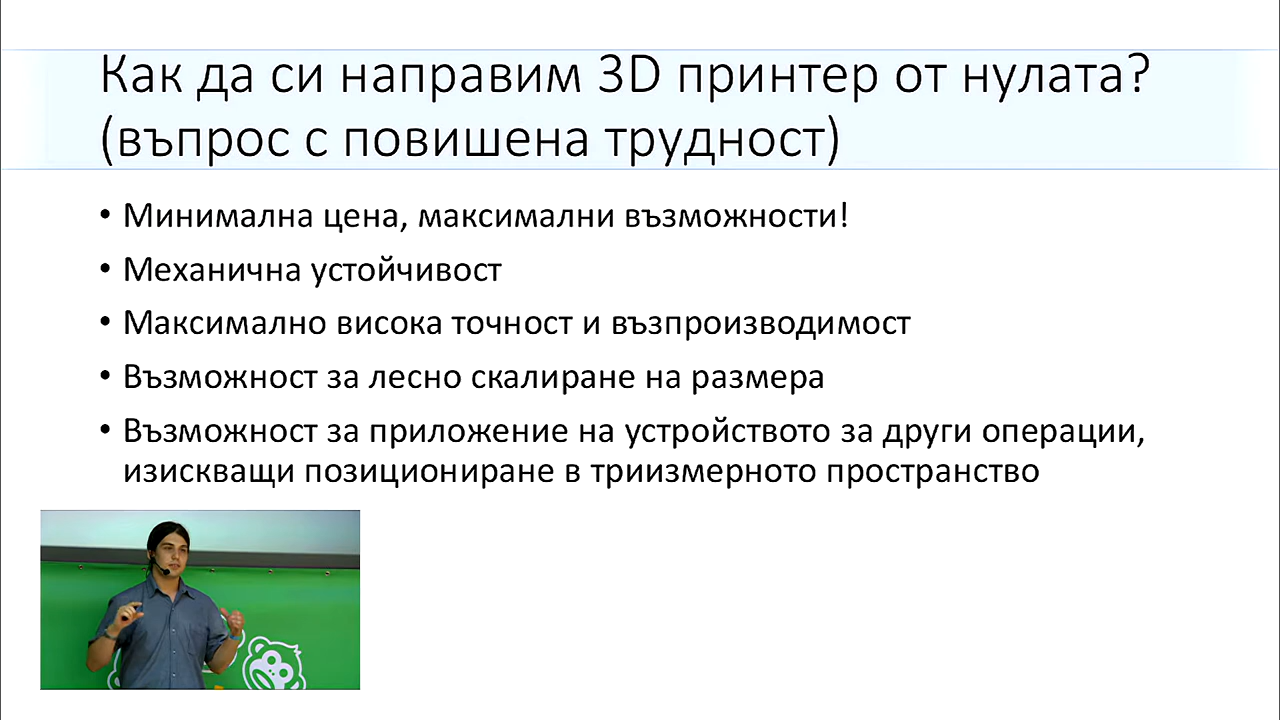 Как да си направим 3D принтер от нулата?
(въпрос с повишена трудност)
• Минимална цена, максимални възможности!
• Механична устойчивост
• Максимално висока точност и възпроизводимост
• Възможност за лесно скалиране на размера
• Възможност за приложение на устройството за други операции,
изискващи позициониране в триизмерното пространство